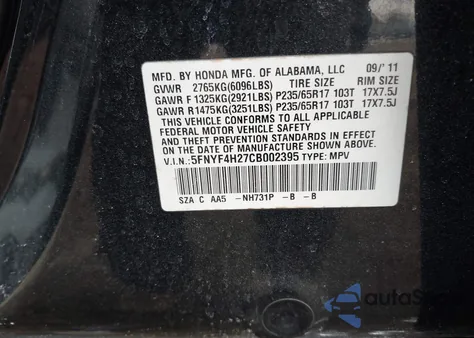 MFD. BY HONDA MFG. OF ALABAMA, LLC 09/'11
GVWR 2765KG(6096LBS) TIRE SIZE RIM SIZE
GAWR F 1325KG(2921LBS) P235/65R17 103T 17X7.5J
GAWR R 1475KG(3251LBS) P235/65R17 103T 17X7.5J
THIS VEHICLE CONFORMS TO ALL APPLICABLE
FEDERAL MOTOR VEHICLE SAFETY
AND THEFT PREVENTION STANDARDS IN EFFECT ON
THE DATE OF MANUFACTURE SHOWN ABOVE.
V.I.N.: 5FNYF4H27CB002395 TYPE: MPV
SZA C AA5 -NH731P -B -B